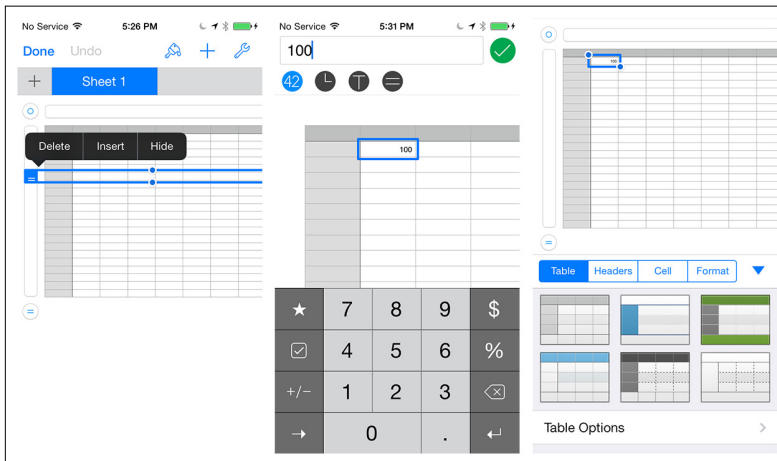 No Service 5:26 PM
Done Undo
Sheet 1
Delete Insert Hide
No Service 5:31 PM
100
42 T
100
7 8 9 $
4 5 6 %
+/− 1 2 3
0 .
100
Table Headers Cell Format
Table Options